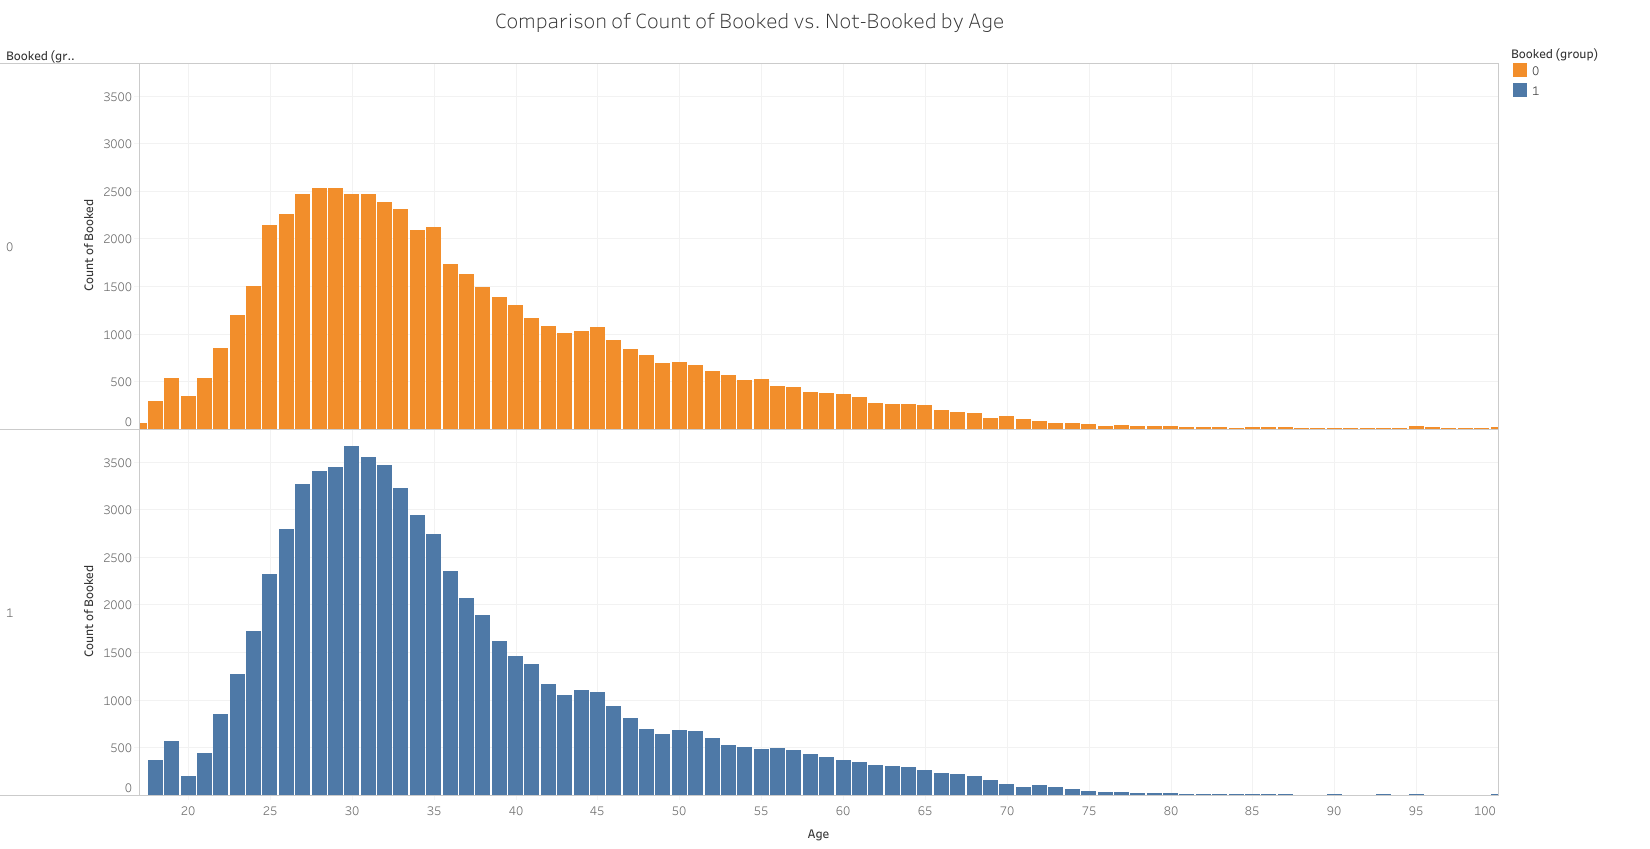 Comparison of Count of Booked vs. Not-Booked by Age
Booked (gr..
Booked (group)
0
1
0
Count of Booked
3500
3000
2500
2000
1500
1000
500
0
1
Count of Booked
3500
3000
2500
2000
1500
1000
500
0
20 25 30 35 40 45 50 55 60 65 70 75 80 85 90 95 100
Age